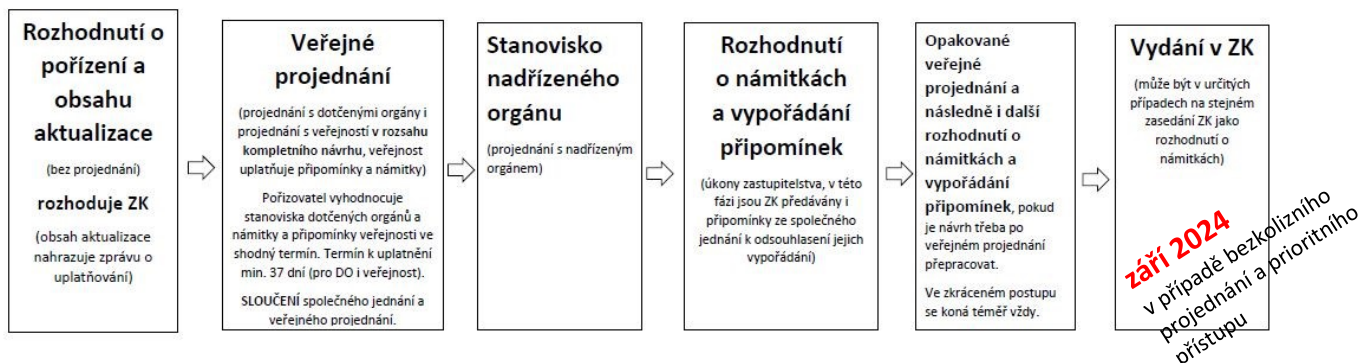 Rozhodnutí o
pořízení a
obsahu
aktualizace
(bez projednání)
rozhoduje ZK
(obsah aktualizace
nahrazuje zprávu o
uplatňování)
Veřejné
projednání
(projednání s dotčenými orgány i
projednání s veřejností v rozsahu
kompletního návrhu, veřejnost
uplatňuje připomínky a námitky)
Pořizovatel vyhodnocuje
stanoviska dotčených orgánů a
námitky a připomínky veřejnosti ve
shodný termín. Termín k uplatnění
min. 37 dní (pro DO i veřejnost).
SLOUČENÍ společného jednání a
veřejného projednání.
Stanovisko
nadřízeného
orgánu
(projednání s nadřízeným
orgánem)
Rozhodnutí
o námitkách
a vypořádání
připomínek
(úkony zastupitelstva, v této
fázi jsou ZK předávány i
připomínky ze společného
jednání k odsouhlasení jejich
vypořádání)
Opakované
veřejné
projednání a
následně i další
rozhodnutí o
námitkách a
vypořádání
připomínek, pokud
je návrh třeba po
veřejném projednání
přepracovat.
Ve zkráceném postupu
se koná téměř vždy.
Vydání v ZK
(může být v určitých
případech na stejném
zasedání ZK jako
rozhodnutí o
námitkách)
září 2024
v případě bezkolizního
projednání a prioritního
přístupu